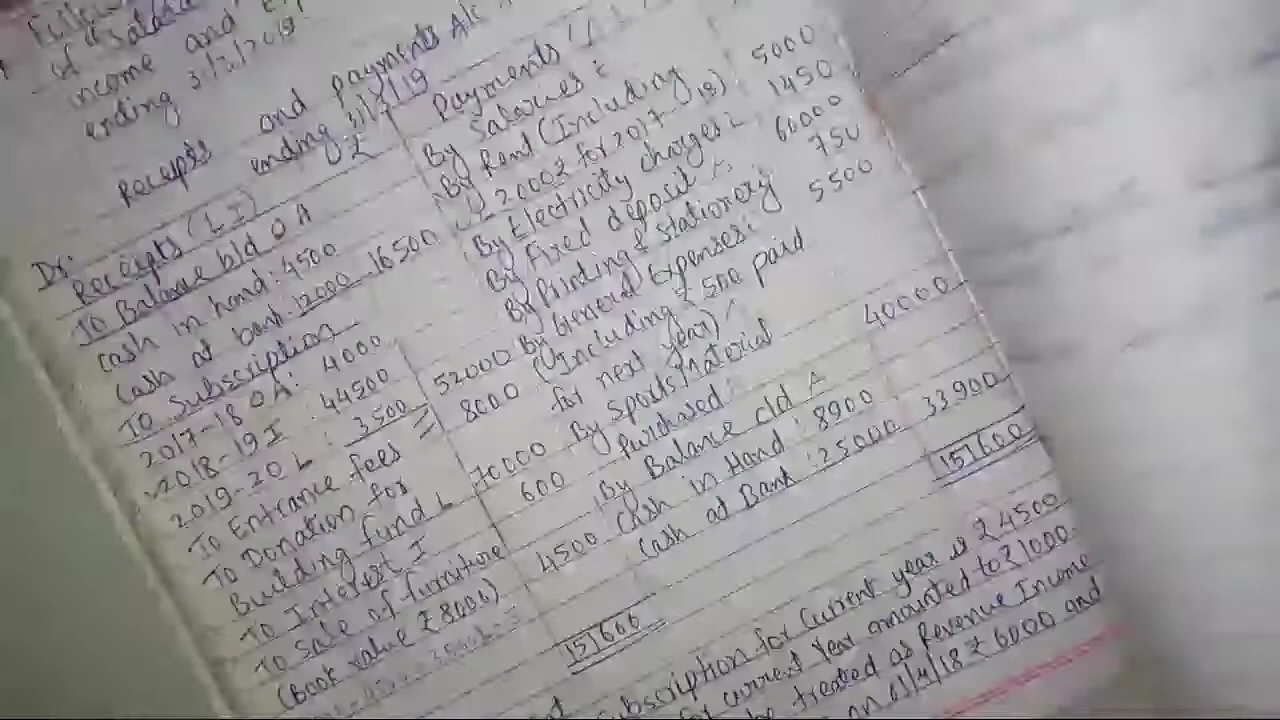 income and
ending 31/3/2019
Receipts and payments A/c
ending 31/3/19
Dr.
Receipts (L I) ₹ Payments
To Balance b/d O A
Cash in hand: 4500
Cash at bank: 12000 16500
To Subscription
2017-18 O A: 4000
2018-19 I : 44500
2019-20 L : 3500 52000
To Entrance fees 8000
To Donation for
Building fund L 70000
To Interest I 600
To Sale of furniture
(Book value ₹ 8000) 4500
151600
By Salaries :
By Rent (Including
₹ 2000 for 2017-18) 5000
By Electricity charges : 1450
By Fixed deposit 60000
By Printing & stationery 750
By General Expenses: 5500
(Including ₹ 500 paid
for next year)
By Sports Material
Purchased 40000
By Balance c/d A
Cash in Hand : 8900
Cash at Bank : 25000 33900
151600
Subscription for Current year is ₹ 4500
for current year amounted to ₹ 1000.
be treated as Revenue Income
on 01/4/18 ₹ 6000 and